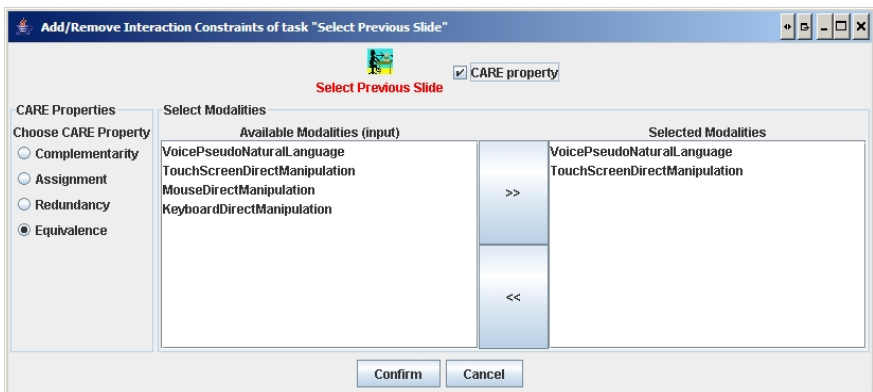 Add/Remove Interaction Constraints of task "Select Previous Slide"
Select Previous Slide
CARE property
CARE Properties
Choose CARE Property
Complementarity
Assignment
Redundancy
Equivalence
Select Modalities
Available Modalities (input)
VoicePseudoNaturalLanguage
TouchScreenDirectManipulation
MouseDirectManipulation
KeyboardDirectManipulation
>>
<<
Selected Modalities
VoicePseudoNaturalLanguage
TouchScreenDirectManipulation
Confirm
Cancel